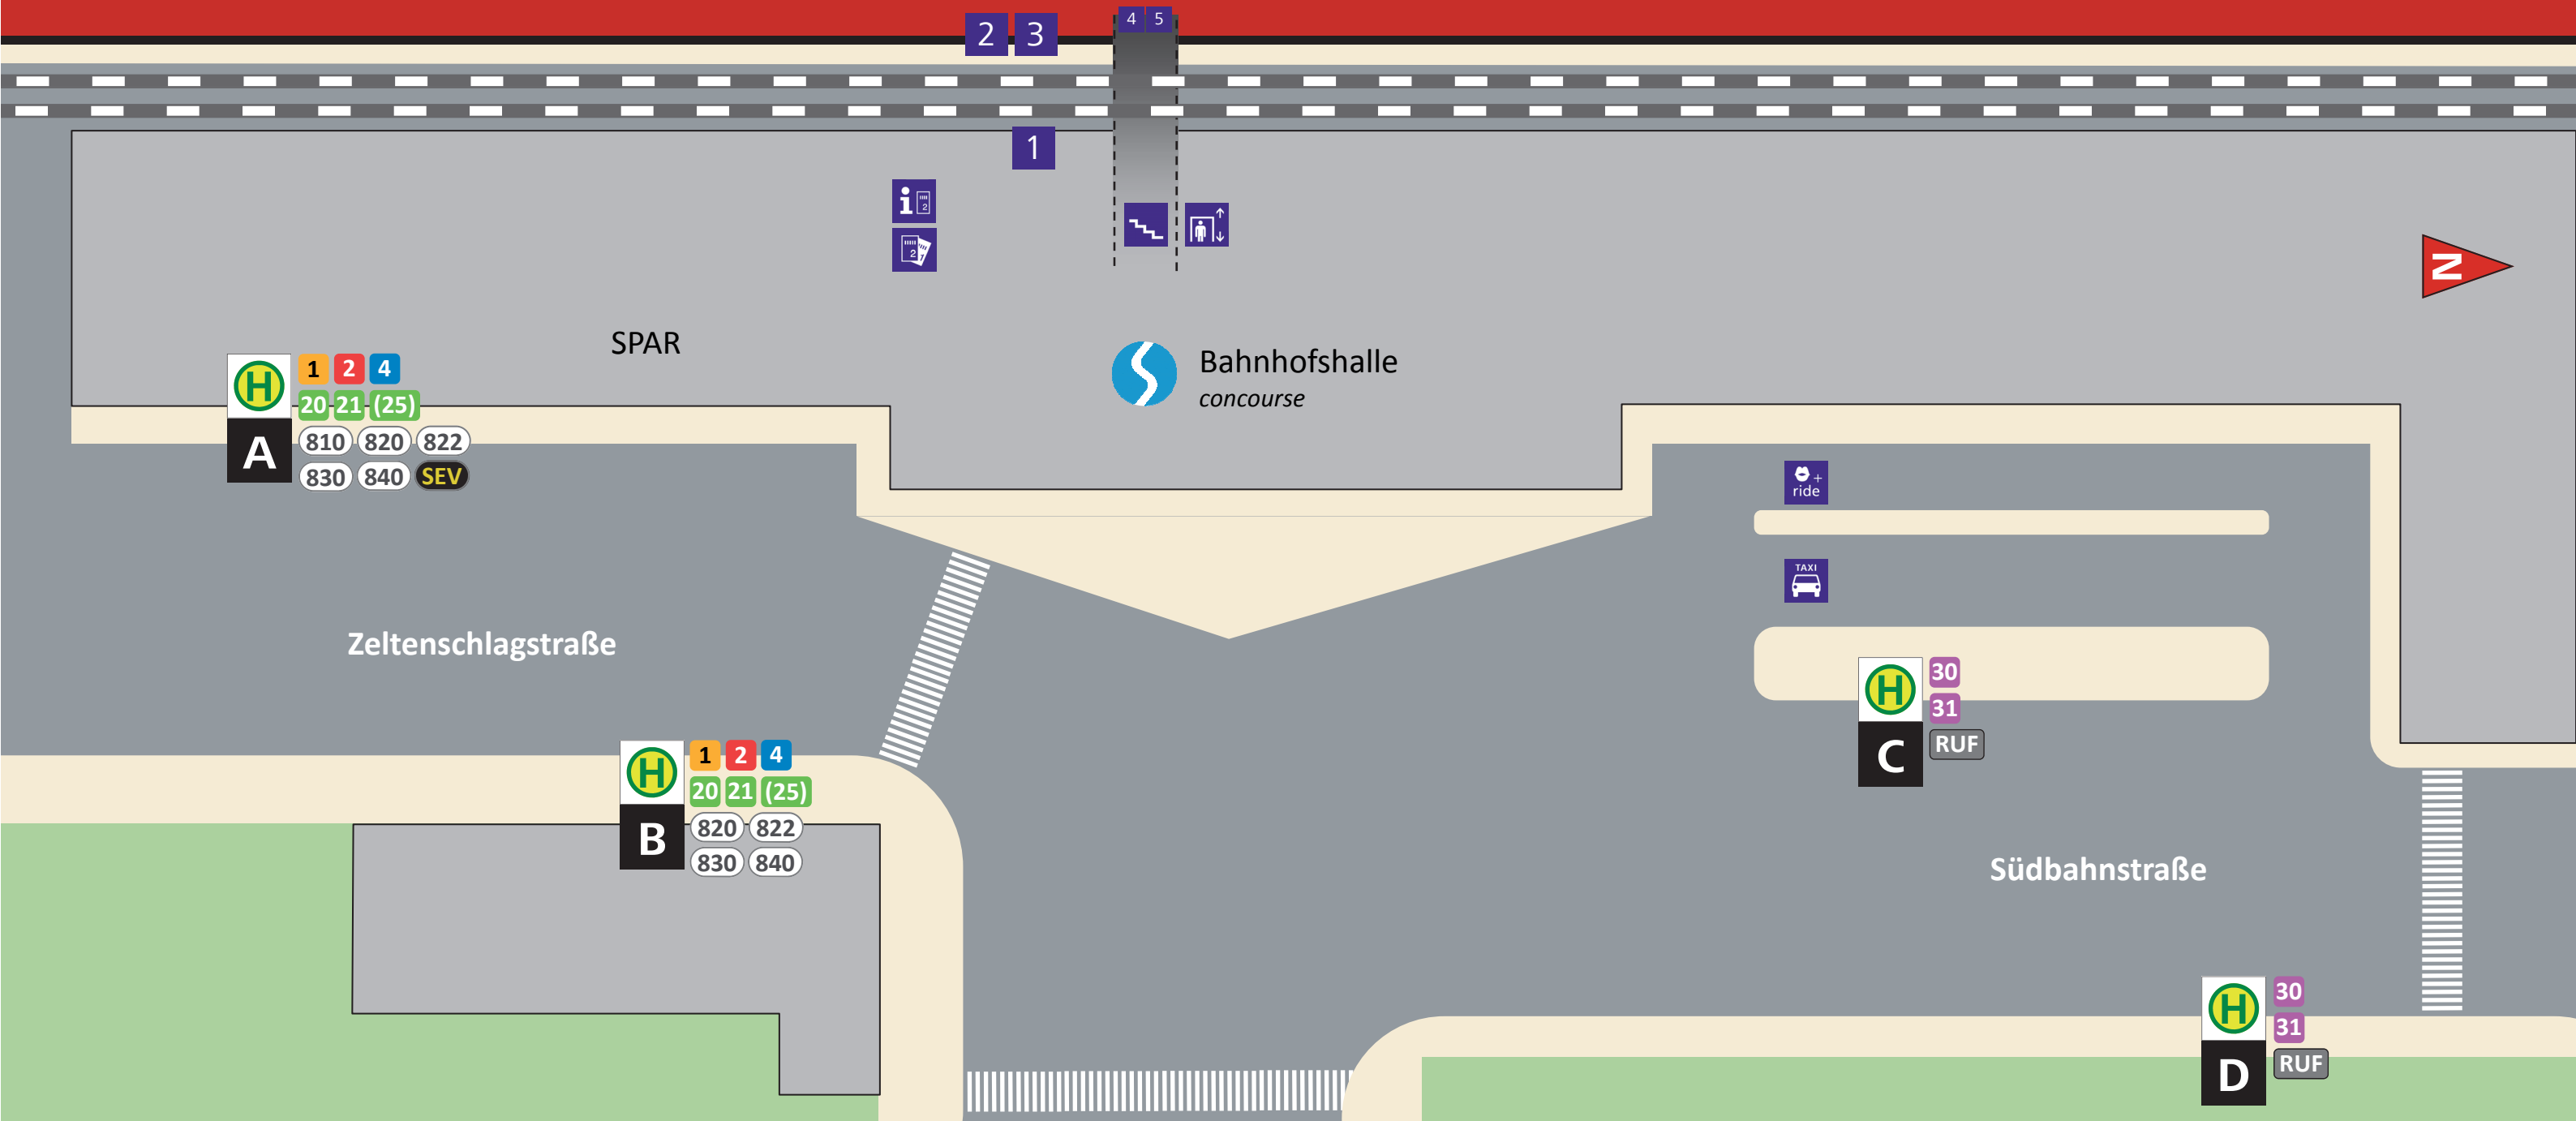 2 3
4 5
1
i 2
2
N
SPAR
Bahnhofshalle
concourse
H 1 2 4
20 21 (25)
A 810 820 822
830 840 SEV
+
ride
TAXI
Zeltenschlagstraße
H 30
31
C RUF
H 1 2 4
20 21 (25)
B 820 822
830 840
Südbahnstraße
H 30
31
D RUF